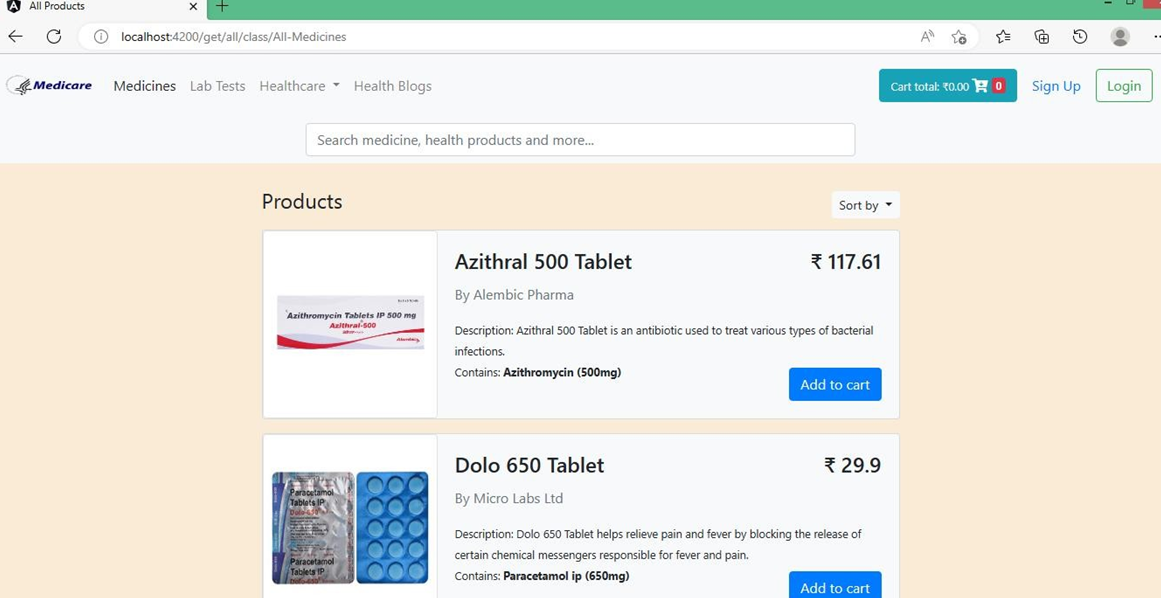 All Products
localhost:4200/get/all/class/All-Medicines
Medicare Medicines Lab Tests Healthcare Health Blogs Cart total: ₹0.00 0 Sign Up Login
Search medicine, health products and more...
Products Sort by
Azithral 500 Tablet ₹ 117.61
By Alembic Pharma
Azithromycin Tablets IP 500 mg
Azithral-500
Description: Azithral 500 Tablet is an antibiotic used to treat various types of bacterial
infections.
Contains: Azithromycin (500mg)
Add to cart
Dolo 650 Tablet ₹ 29.9
By Micro Labs Ltd
Paracetamol
Tablets IP
Dolo-650
Paracetamol
Tablets IP
Dolo-650
Description: Dolo 650 Tablet helps relieve pain and fever by blocking the release of
certain chemical messengers responsible for fever and pain.
Contains: Paracetamol ip (650mg)
Add to cart